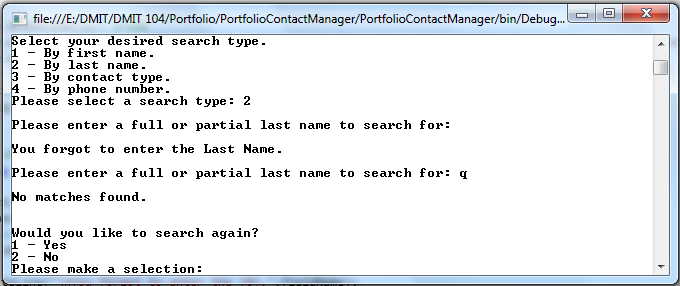 file:///E:/DMIT/DMIT 104/Portfolio/PortfolioContactManager/PortfolioContactManager/bin/Debug...
Select your desired search type.
1 - By first name.
2 - By last name.
3 - By contact type.
4 - By phone number.
Please select a search type: 2
Please enter a full or partial last name to search for:
You forgot to enter the Last Name.
Please enter a full or partial last name to search for: q
No matches found.
Would you like to search again?
1 - Yes
2 - No
Please make a selection: